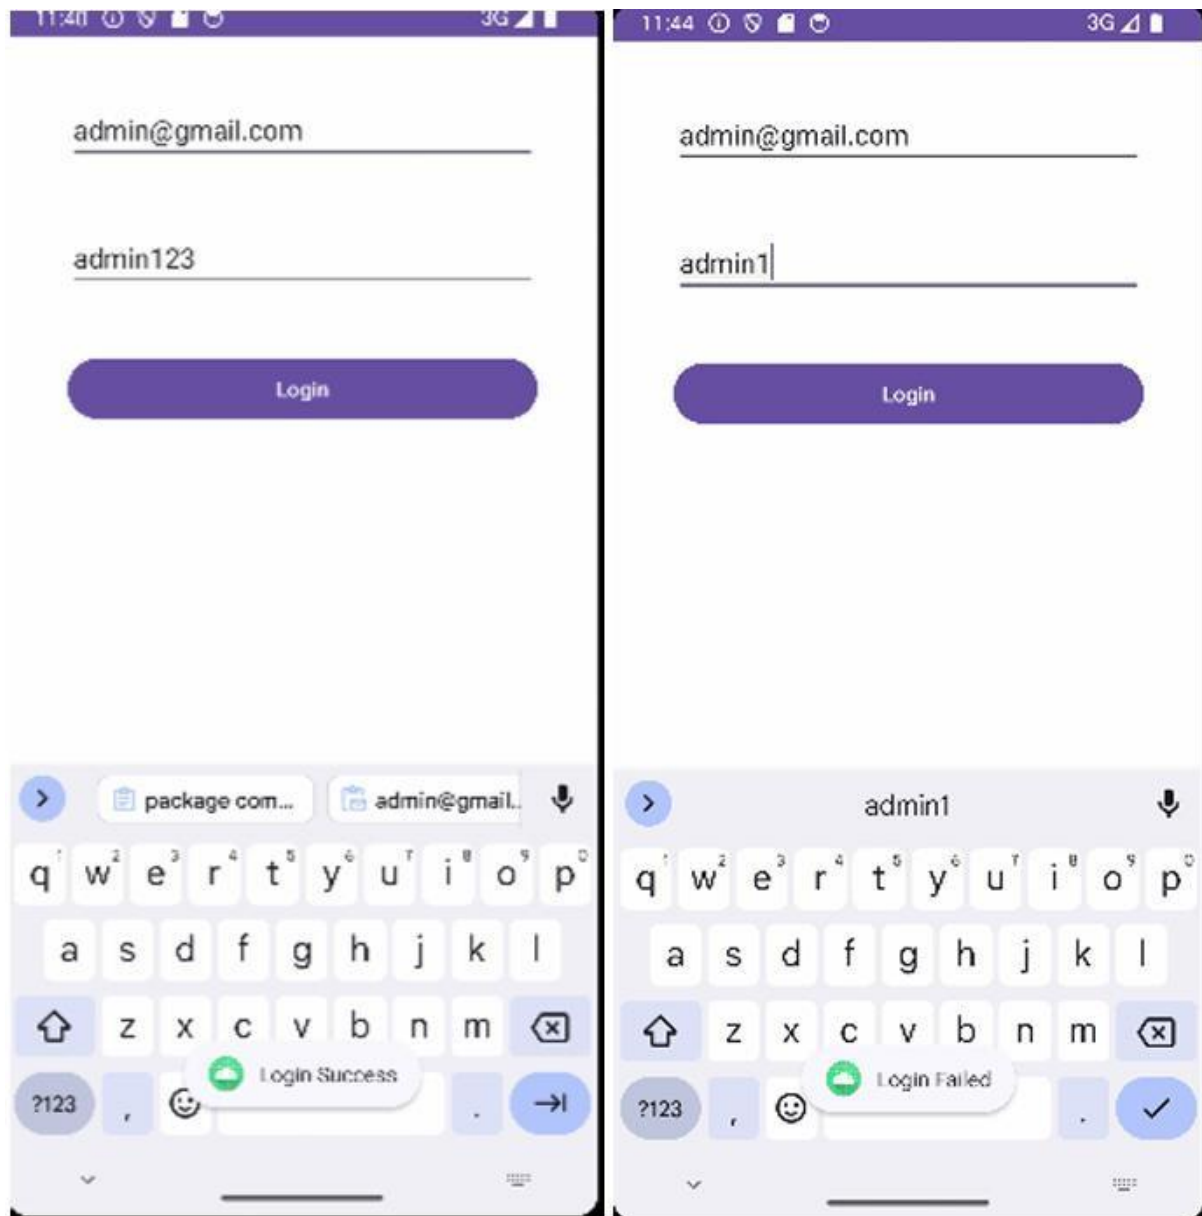 11:40
3G
admin@gmail.com
admin123
Login
package com...
admin@gmail..
q w e r t y u i o p
a s d f g h j k l
z x c v b n m
Login Success
?123 , .
11:44
3G
admin@gmail.com
admin1
Login
admin1
q w e r t y u i o p
a s d f g h j k l
z x c v b n m
Login Failed
?123 , .